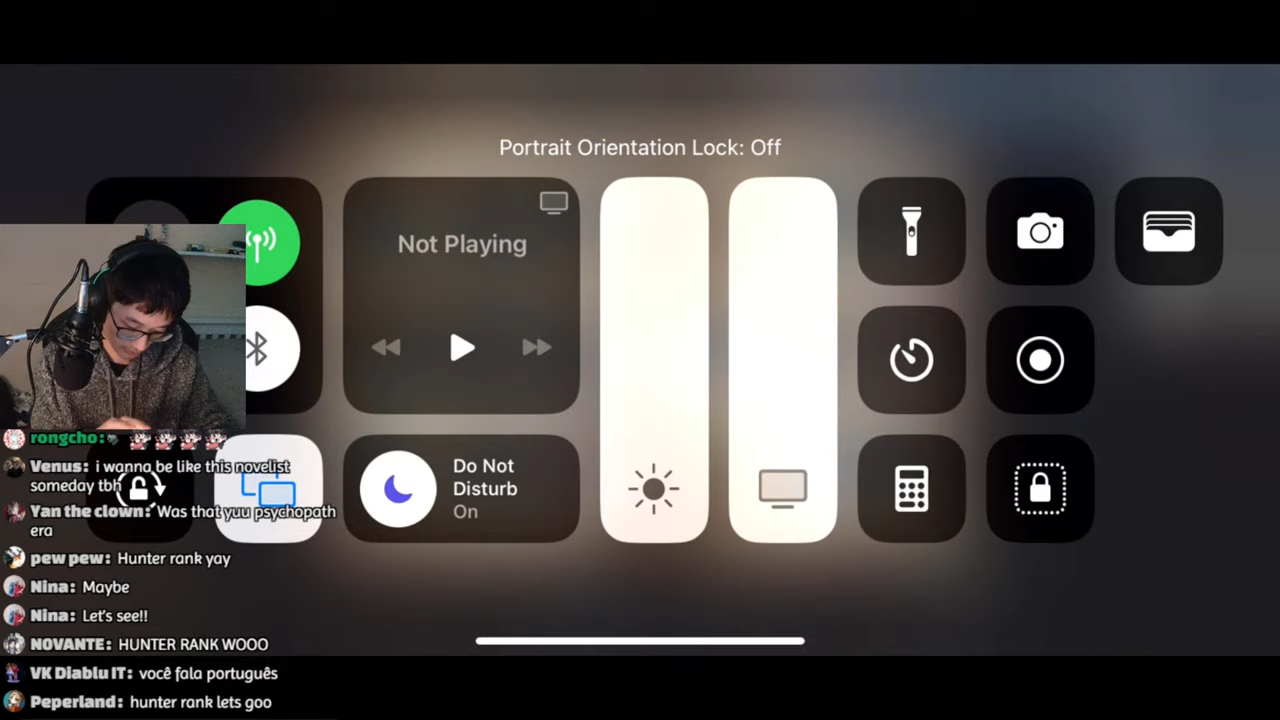 Portrait Orientation Lock: Off
Not Playing
Do Not
Disturb
On
rongcho:
Venus: i wanna be like this novelist
someday tbh
Yan the clown: Was that yuu psychopath
era
pew pew: Hunter rank yay
Nina: Maybe
Nina: Let's see!!
NOVANTE: HUNTER RANK WOOO
VK Diablu IT: você fala português
Peperland: hunter rank lets goo